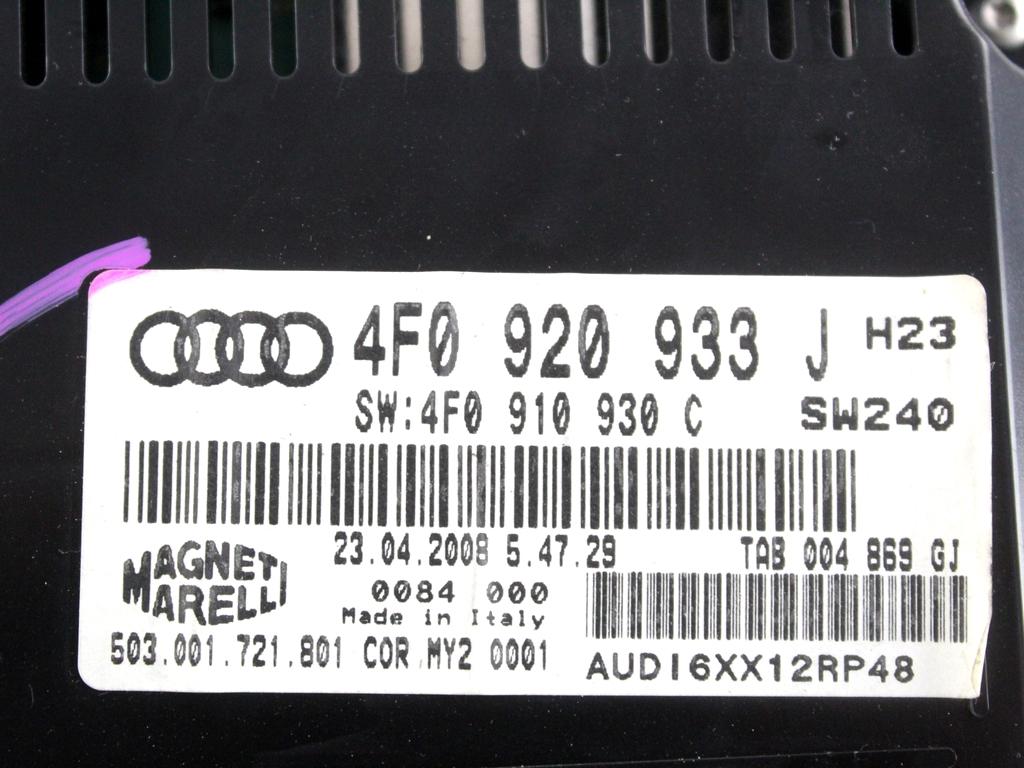 4F0 920 933 J H23
SW:4F0 910 930 C SW240
MAGNETI
MARELLI
23.04.2008 5.47.29 TAB 004 869 GJ
0084 000
Made in Italy
503.001.721.801 COR MY2 0001
AUDI6XX12RP48